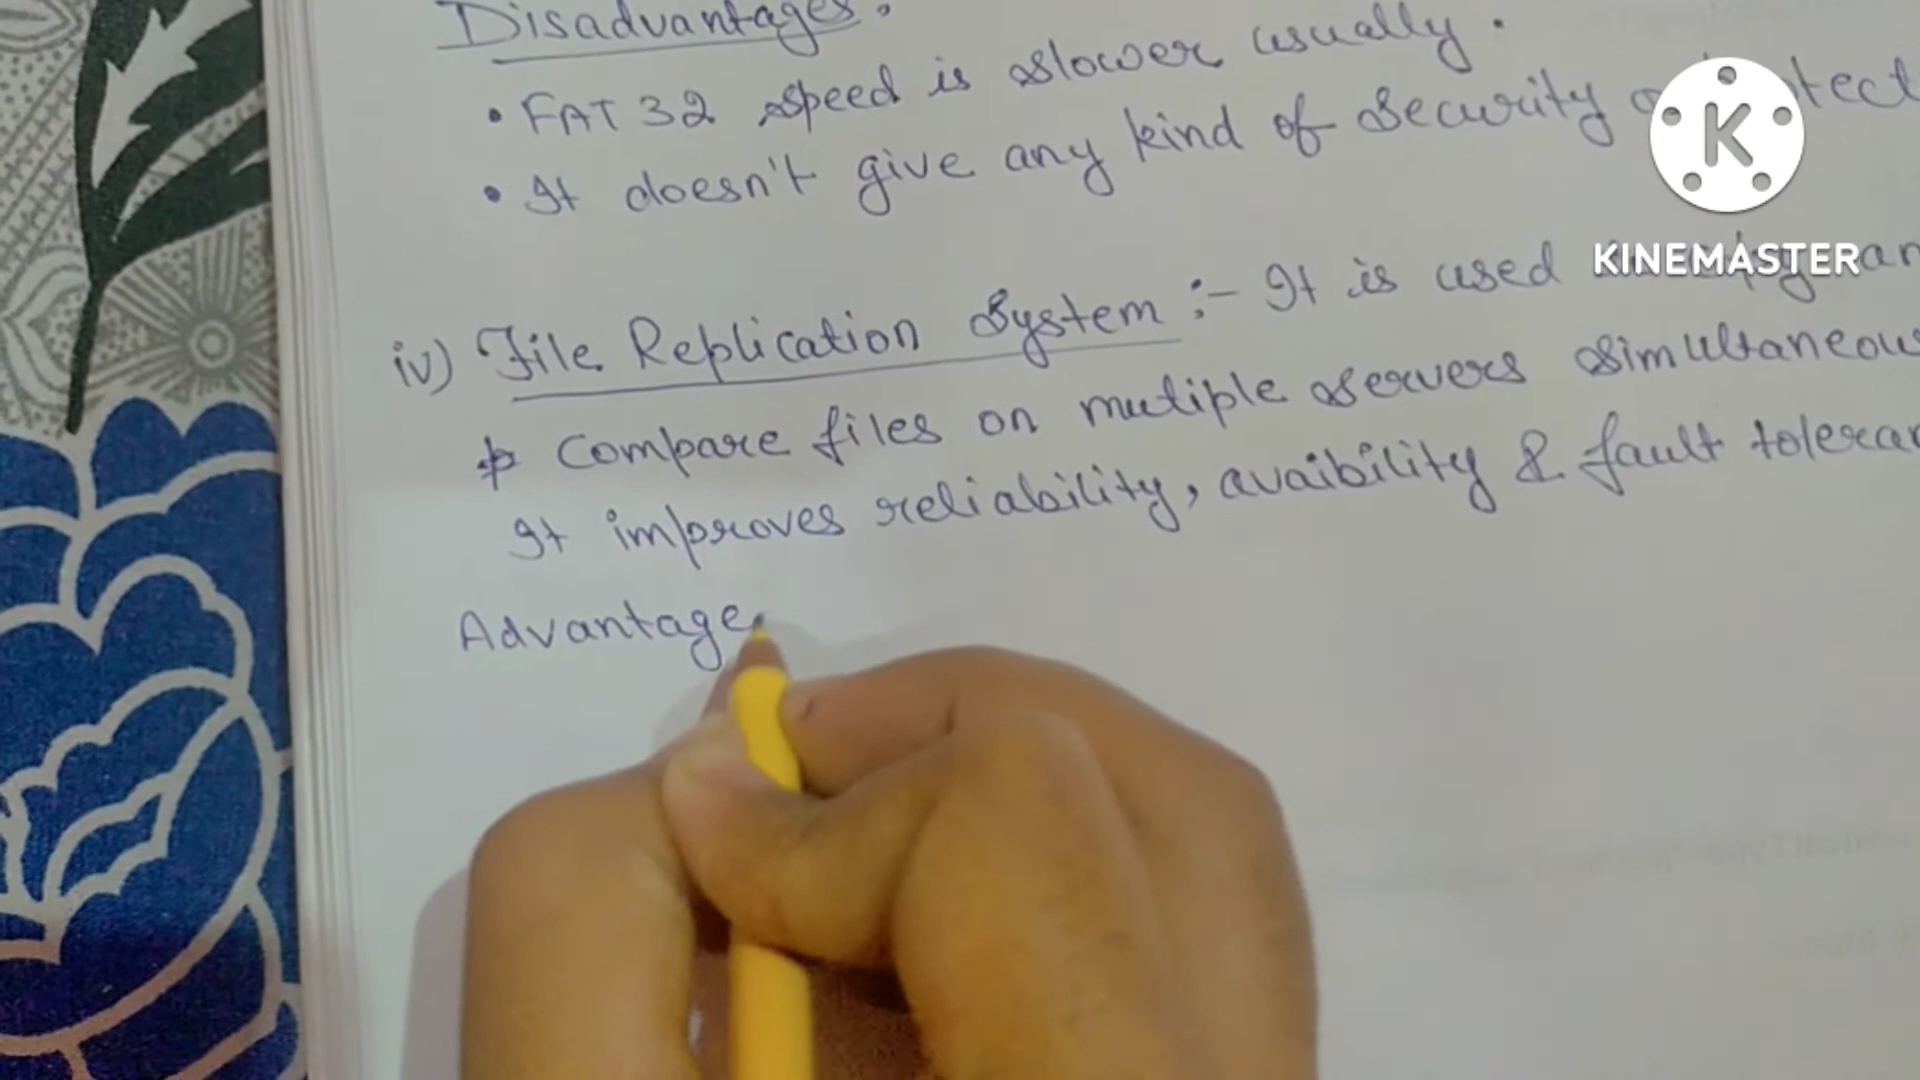 Disadvantages.
• FAT 32 speed is slower usually.
• It doesn't give any kind of Security
K
KINEMASTER
iv) File Replication System :- It is used
Compare files on mutiple servers simultaneou
It improves reliability, avaibility & fault toleran
Advantage